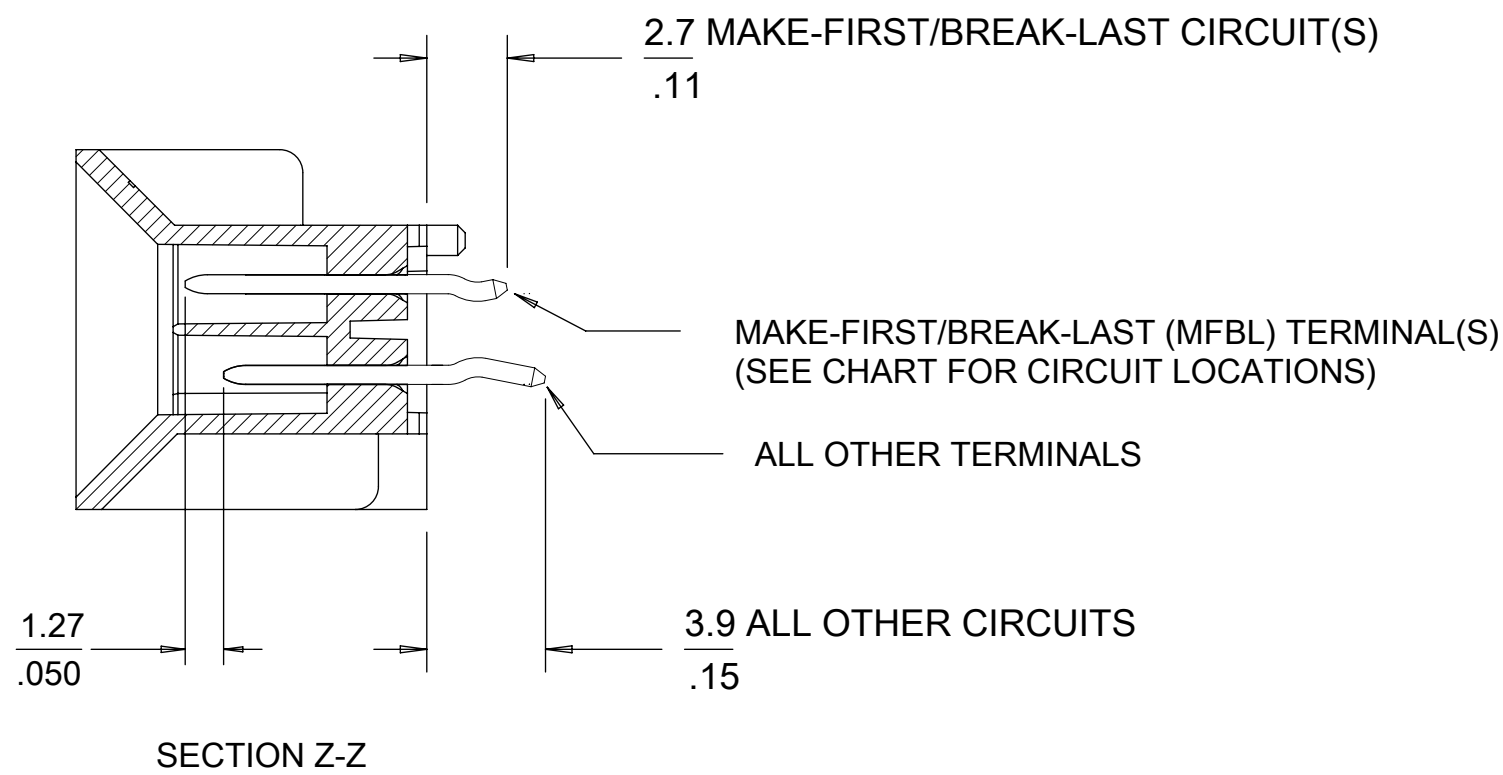 2.7 MAKE-FIRST/BREAK-LAST CIRCUIT(S)
.11
MAKE-FIRST/BREAK-LAST (MFBL) TERMINAL(S)
(SEE CHART FOR CIRCUIT LOCATIONS)
ALL OTHER TERMINALS
1.27
.050
3.9 ALL OTHER CIRCUITS
.15
SECTION Z-Z